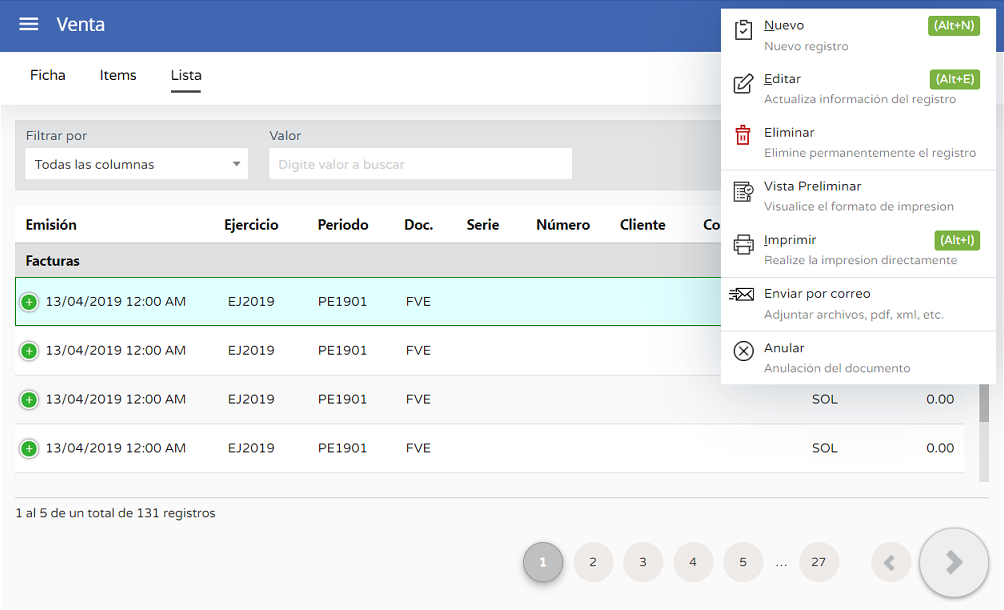 Venta
Ficha Items Lista
Filtrar por Valor
Todas las columnas Digite valor a buscar
Emisión Ejercicio Periodo Doc. Serie Número Cliente Co
Facturas
13/04/2019 12:00 AM EJ2019 PE1901 FVE
13/04/2019 12:00 AM EJ2019 PE1901 FVE
13/04/2019 12:00 AM EJ2019 PE1901 FVE SOL 0.00
13/04/2019 12:00 AM EJ2019 PE1901 FVE SOL 0.00
1 al 5 de un total de 131 registros
1 2 3 4 5 ... 27
Nuevo (Alt+N)
Nuevo registro
Editar (Alt+E)
Actualiza información del registro
Eliminar
Elimine permanentemente el registro
Vista Preliminar
Visualice el formato de impresion
Imprimir (Alt+I)
Realize la impresion directamente
Enviar por correo
Adjuntar archivos, pdf, xml, etc.
Anular
Anulación del documento